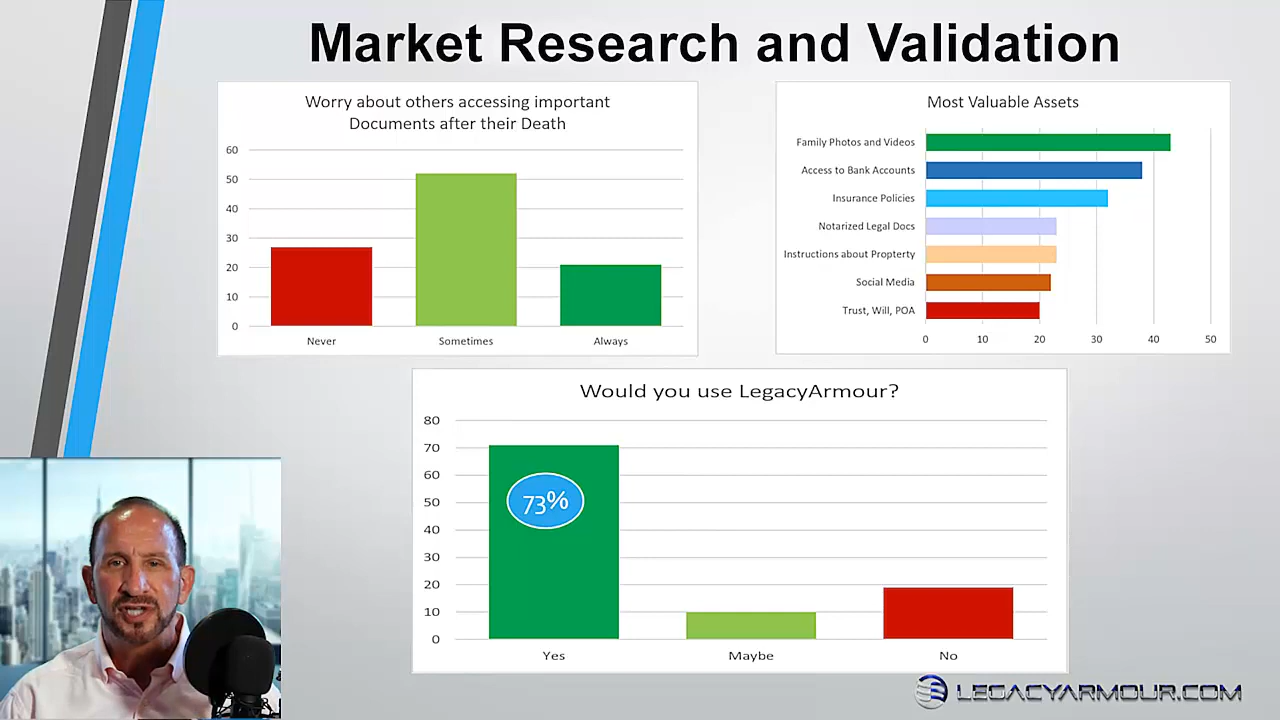 Market Research and Validation
Worry about others accessing important
Documents after their Death
60
50
40
30
20
10
0
Never
Sometimes
Always
Most Valuable Assets
Family Photos and Videos
Access to Bank Accounts
Insurance Policies
Notarized Legal Docs
Instructions about Propterty
Social Media
Trust, Will, POA
0
10
20
30
40
50
Would you use LegacyArmour?
80
70
60
50
40
30
20
10
0
73%
Yes
Maybe
No
LEGACYARMOUR.COM